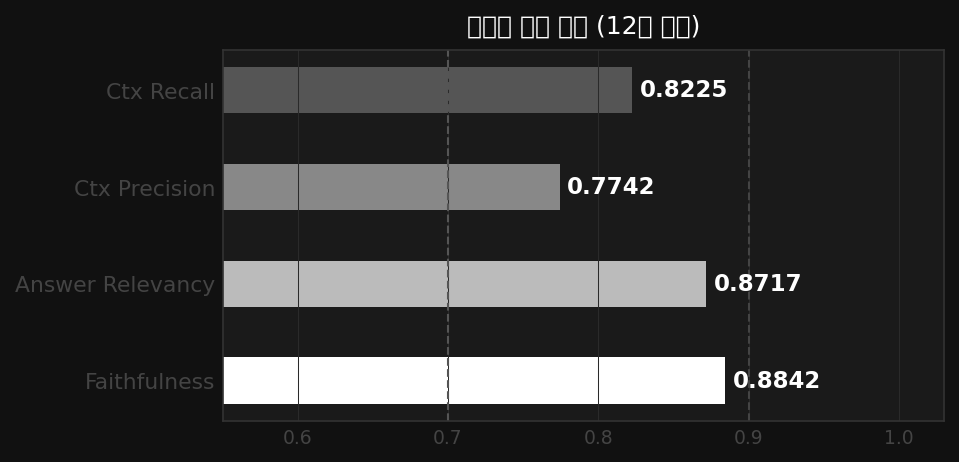 (12
Ctx Recall
0.8225
Ctx Precision
0.7742
Answer Relevancy
0.8717
Faithfulness
0.8842
0.6 0.7 0.8 0.9 1.0